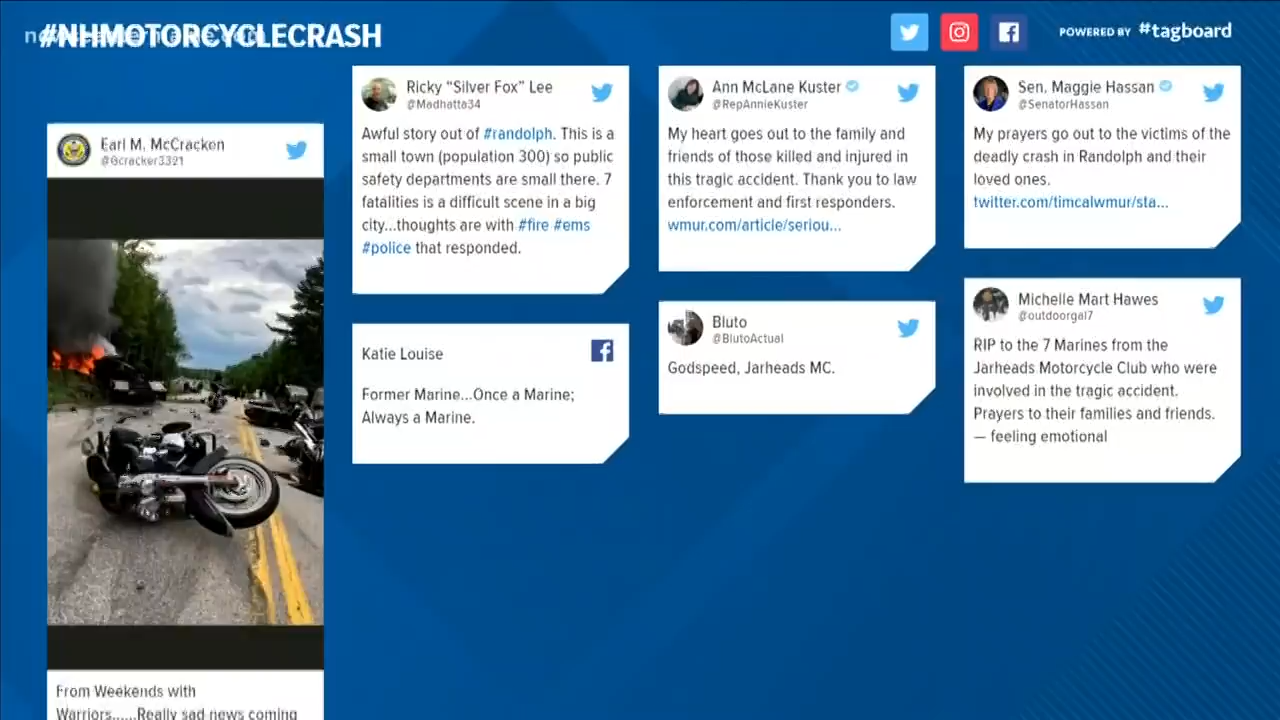 #NHMOTORCYCLECRASH
POWERED BY #tagboard
Earl M. McCracken
@Gcracker3321
From Weekends with
Warriors......Really sad news coming
Ricky “Silver Fox” Lee
@Madhatta34
Awful story out of #randolph. This is a
small town (population 300) so public
safety departments are small there. 7
fatalities is a difficult scene in a big
city...thoughts are with #fire #ems
#police that responded.
Katie Louise
Former Marine...Once a Marine;
Always a Marine.
Ann McLane Kuster
@RepAnnieKuster
My heart goes out to the family and
friends of those killed and injured in
this tragic accident. Thank you to law
enforcement and first responders.
wmur.com/article/seriou...
Bluto
@BlutoActual
Godspeed, Jarheads MC.
Sen. Maggie Hassan
@SenatorHassan
My prayers go out to the victims of the
deadly crash in Randolph and their
loved ones.
twitter.com/timcalwmur/sta...
Michelle Mart Hawes
@outdoorgal7
RIP to the 7 Marines from the
Jarheads Motorcycle Club who were
involved in the tragic accident.
Prayers to their families and friends.
— feeling emotional